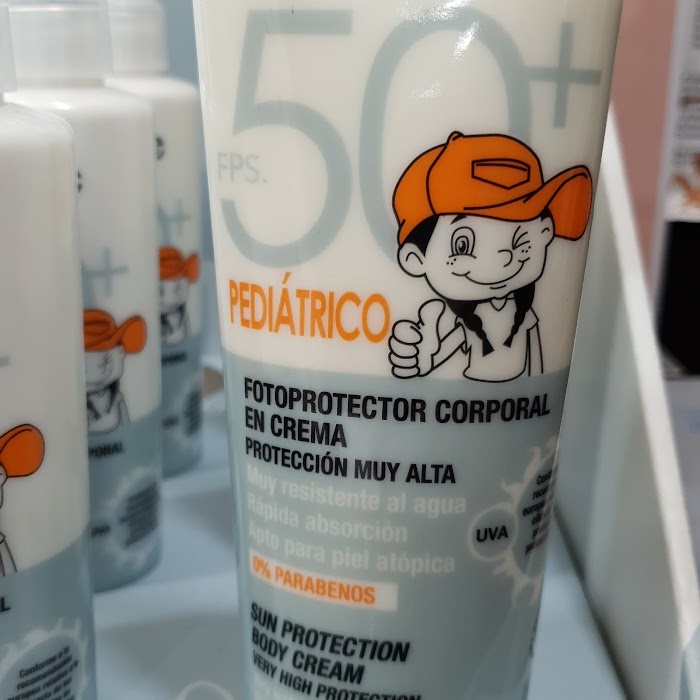 50+
FPS.
PEDIÁTRICO
FOTOPROTECTOR CORPORAL
EN CREMA
PROTECCIÓN MUY ALTA
Muy resistente al agua
Rápida absorción
Apto para piel atópica
0% PARABENOS
UVA
SUN PROTECTION
BODY CREAM
VERY HIGH PROTECTION